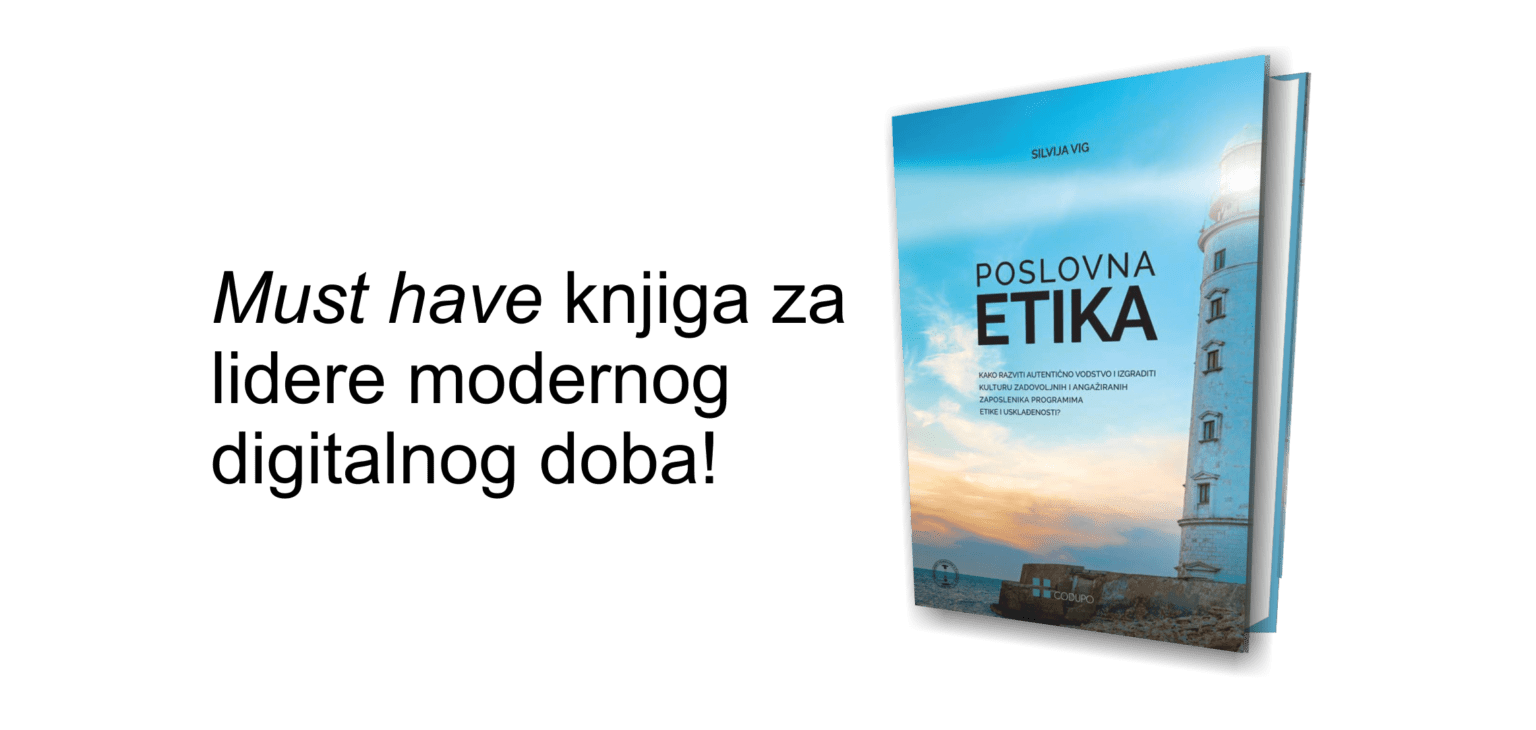 Must have knjiga za
lidere modernog
digitalnog doba!
SILVIJA VIG
POSLOVNA
ETIKA
KAKO RAZVITI AUTENTIČNO VODSTVO I IZGRADITI
KULTURU ZADOVOLJNIH I ANGAŽIRANIH
ZAPOSLENIKA PROGRAMIMA
ETIKE I USKLAĐENOSTI?
CODUPO